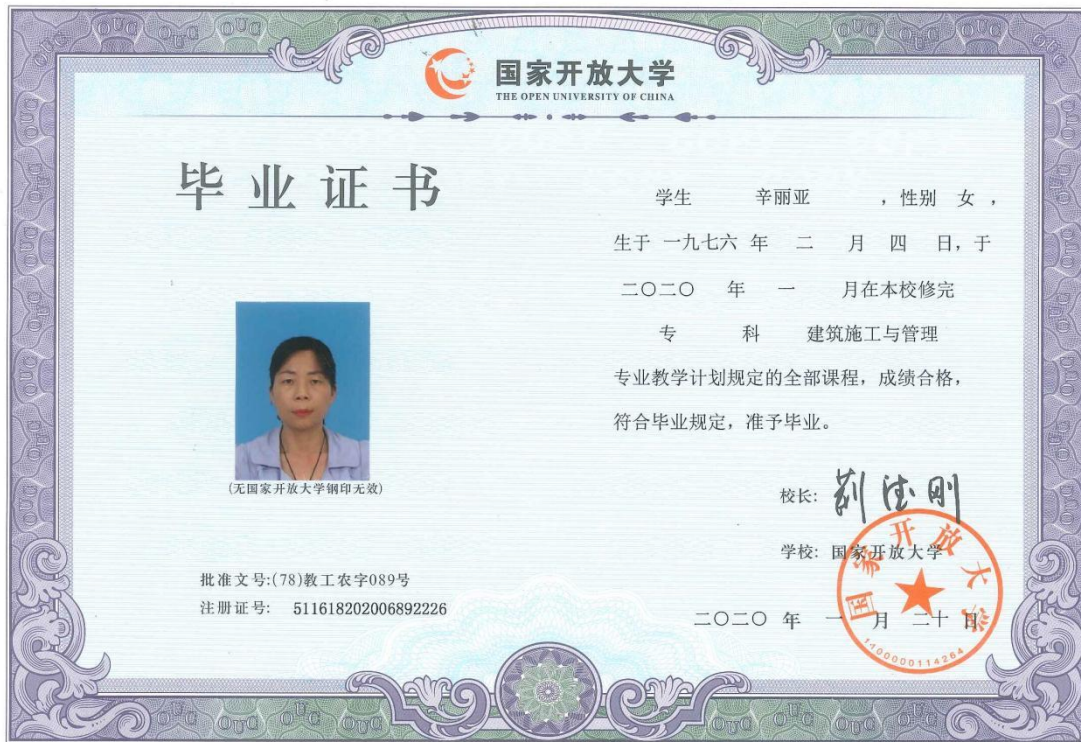 国家开放大学
THE OPEN UNIVERSITY OF CHINA
毕业证书
学生 辛丽亚 ,性别 女 ,
生于 一九七六 年 二 月 四 日,于
二〇二〇 年 一 月在本校修完
专 科 建筑施工与管理
专业教学计划规定的全部课程,成绩合格,
符合毕业规定,准予毕业。
(无国家开放大学钢印无效)
校长: 荆德刚
学校: 国家开放大学
批准文号:(78)教工农字089号
注册证号: 511618202006892226
二〇二〇 年 一 月 二十 日
国家开放大学
1400000114264